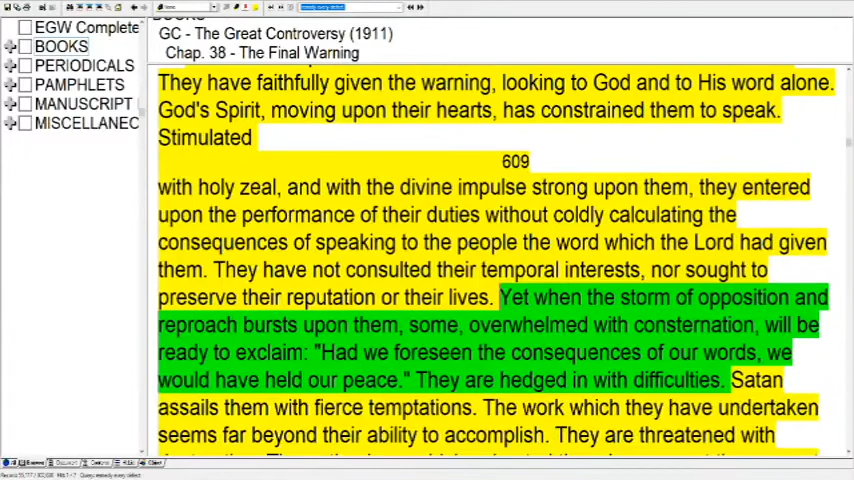 EGW Complete
BOOKS
PERIODICALS
PAMPHLETS
MANUSCRIPT
MISCELLANEC
BOOKS
GC - The Great Controversy (1911)
Chap. 38 - The Final Warning
They have faithfully given the warning, looking to God and to His word alone.
God's Spirit, moving upon their hearts, has constrained them to speak.
Stimulated
609
with holy zeal, and with the divine impulse strong upon them, they entered
upon the performance of their duties without coldly calculating the
consequences of speaking to the people the word which the Lord had given
them. They have not consulted their temporal interests, nor sought to
preserve their reputation or their lives. Yet when the storm of opposition and
reproach bursts upon them, some, overwhelmed with consternation, will be
ready to exclaim: "Had we foreseen the consequences of our words, we
would have held our peace." They are hedged in with difficulties. Satan
assails them with fierce temptations. The work which they have undertaken
seems far beyond their ability to accomplish. They are threatened with